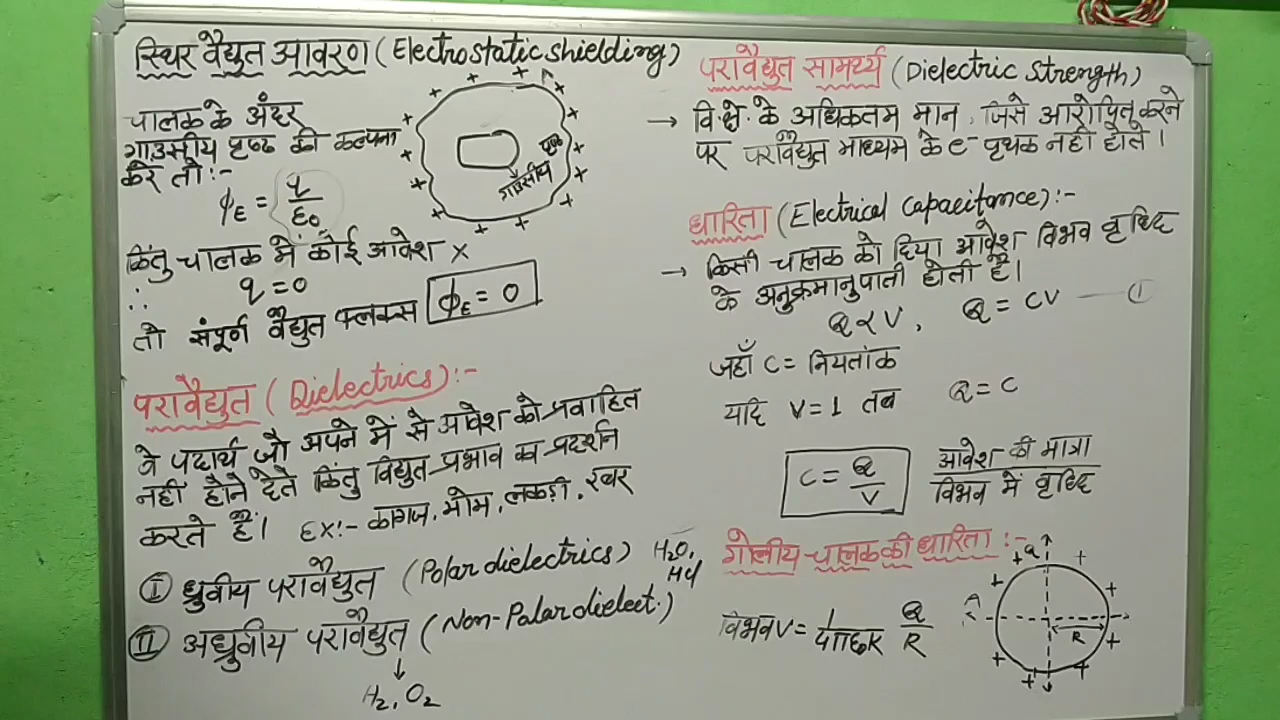 स्थिर वैद्युत आवरण (Electrostatic shielding)
चालक के अंदर
गाउसीय पृष्ठ की कल्पना
करें तो:-
ϕE = q/ε0
किंतु चालक में कोई आवेश ×
∴ q = 0
तो संपूर्ण वैद्युत फ्लक्स ϕE = 0
गाउसीय पृष्ठ
परावैद्युत (Dielectrics):-
वे पदार्थ जो अपने में से आवेश को प्रवाहित
नहीं होने देते किंतु विद्युत प्रभाव का प्रदर्शन
करते हैं। Ex:- कागज, मोम, लकड़ी, रबर
I ध्रुवीय परावैद्युत (Polar dielectrics) H2O,
HCl
II अध्रुवीय परावैद्युत (Non-Polar dielect.)
↓
H2, O2
परावैद्युत सामर्थ्य (Dielectric Strength)
→ वि. क्षे. के अधिकतम मान, जिसे आरोपित करने
पर परावैद्युत माध्यम के e- पृथक नही होते।
धारिता (Electrical Capacitance):-
→ किसी चालक को दिया आवेश विभव वृध्दि
के अनुक्रमानुपाती होती है।
Q ∝ V, Q = CV — 1
जहाँ C = नियतांक
यदि V = 1 तब Q = C
C = Q/V आवेश की मात्रा / विभव में वृध्दि
गोलीय चालक की धारिता :-
विभव V = 1/4πε0K Q/R
Q
A
R